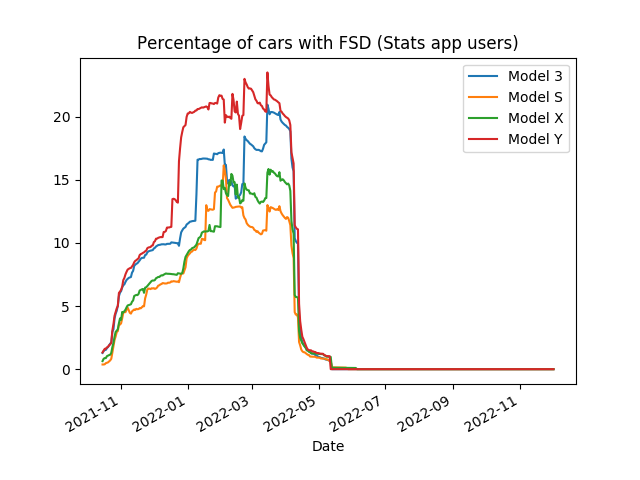 Percentage of cars with FSD (Stats app users)
Model 3
Model S
Model X
Model Y
20
15
10
5
0
2021-11
2022-01
2022-03
2022-05
2022-07
2022-09
2022-11
Date